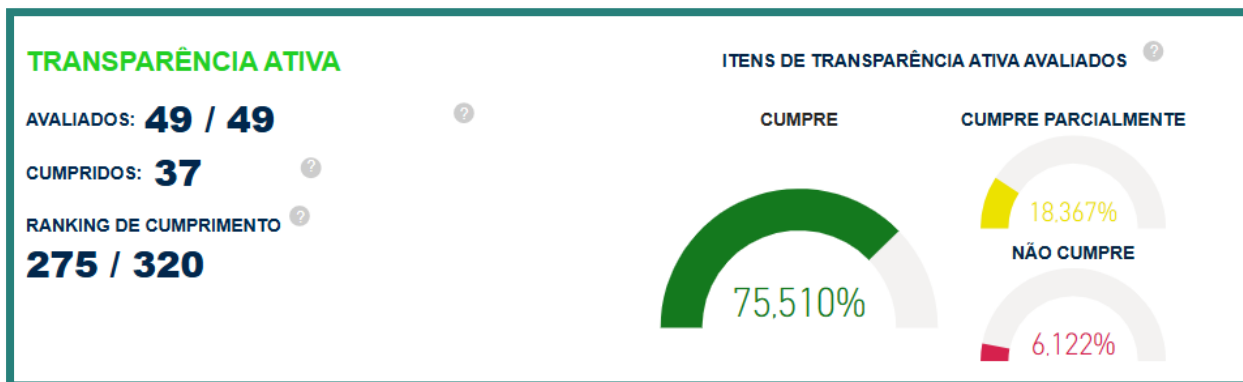 TRANSPARÊNCIA ATIVA
AVALIADOS: 49 / 49 ?
CUMPRIDOS: 37 ?
RANKING DE CUMPRIMENTO ?
275 / 320
ITENS DE TRANSPARÊNCIA ATIVA AVALIADOS ?
CUMPRE
75,510%
CUMPRE PARCIALMENTE
18,367%
NÃO CUMPRE
6,122%